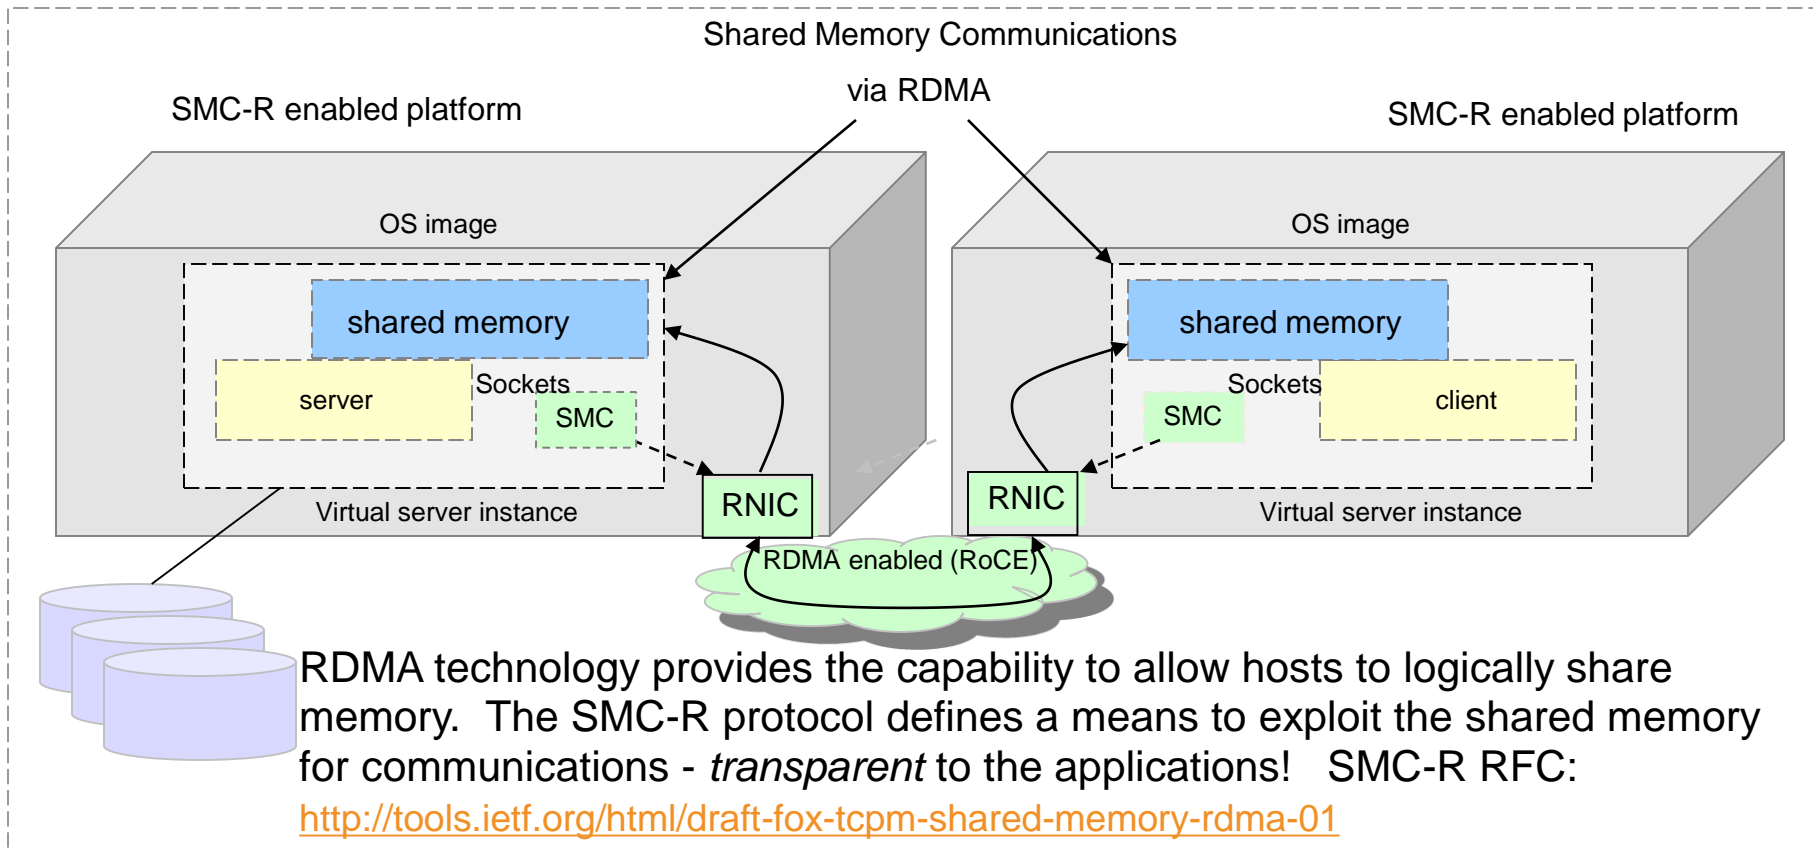 Shared Memory Communications
via RDMA
SMC-R enabled platform
SMC-R enabled platform
OS image
OS image
shared memory
shared memory
Sockets
Sockets
server
SMC
SMC
client
RNIC
RNIC
Virtual server instance
Virtual server instance
RDMA enabled (RoCE)
RDMA technology provides the capability to allow hosts to logically share
memory.  The SMC-R protocol defines a means to exploit the shared memory
for communications - transparent to the applications!   SMC-R RFC:
http://tools.ietf.org/html/draft-fox-tcpm-shared-memory-rdma-01